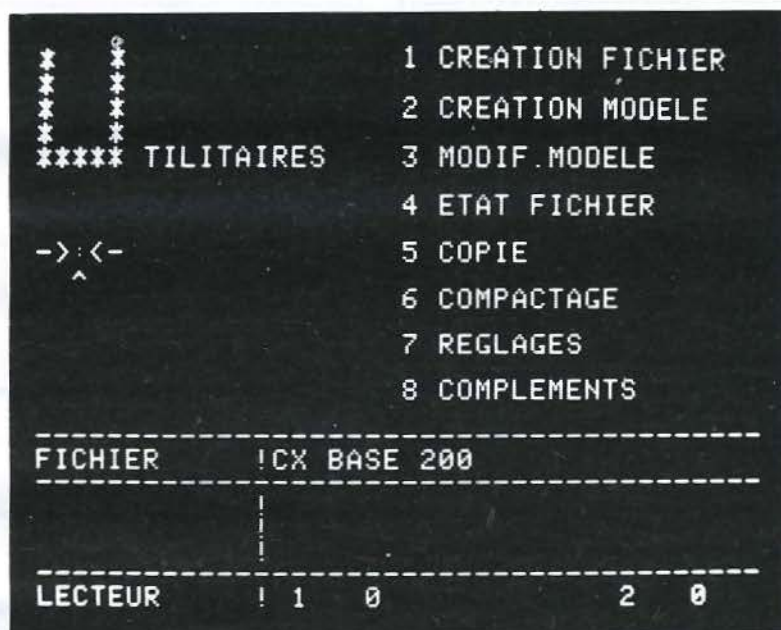 *     * 1 CREATION FICHIER
*     *
*     * 2 CREATION MODELE
*     *
***** TILITAIRES 3 MODIF.MODELE
4 ETAT FICHIER
->:<- 5 COPIE
^
6 COMPACTAGE
7 REGLAGES
8 COMPLEMENTS
----------------------------------------
FICHIER !CX BASE 200
----------------------------------------
!
!
!
----------------------------------------
LECTEUR ! 1 0 2 0